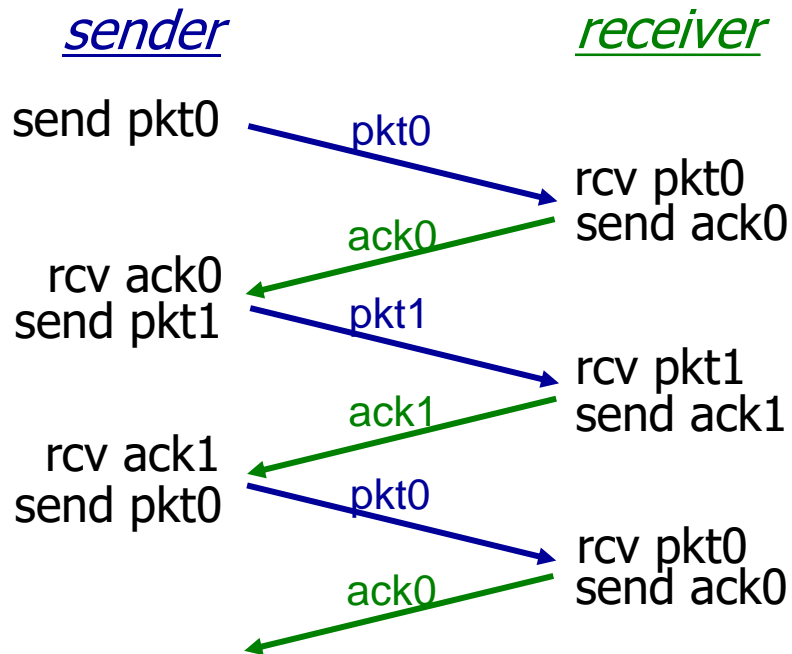 sender
receiver
send pkt0
pkt0
rcv pkt0
send ack0
ack0
rcv ack0
send pkt1
pkt1
rcv pkt1
send ack1
ack1
rcv ack1
send pkt0
pkt0
rcv pkt0
send ack0
ack0